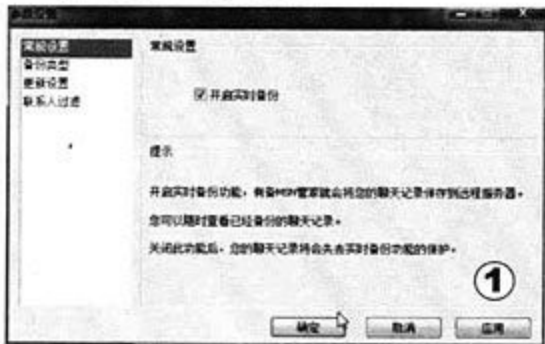 常规设置
备份类型
更新设置
联系人过滤
常规设置
开启实时备份
提示
开启实时备份功能，有备MSN管家就会将您的聊天记录保存到远程服务器。
您可以随时查看已经备份的聊天记录。
关闭此功能后，您的聊天记录将会失去实时备份功能的保护。
①
确定
取消
应用